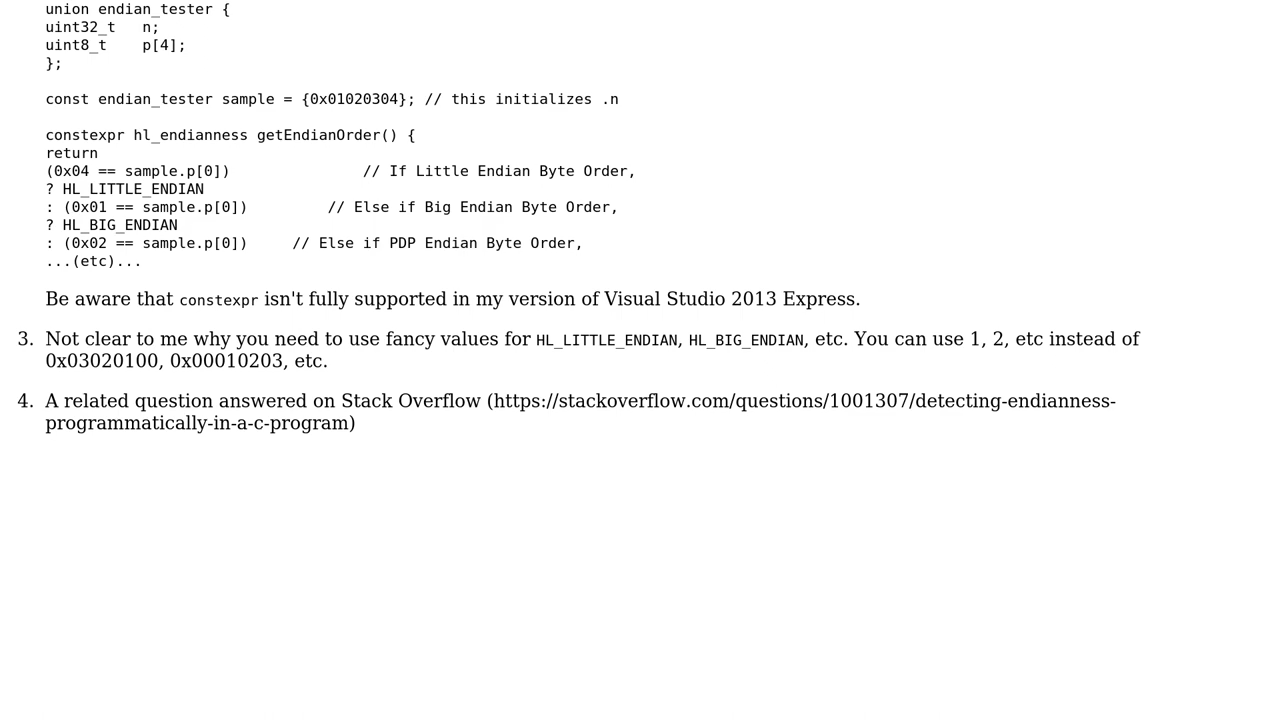 union endian_tester {
uint32_t   n;
uint8_t    p[4];
};
const endian_tester sample = {0x01020304}; // this initializes .n
constexpr hl_endianness getEndianOrder() {
return
(0x04 == sample.p[0])               // If Little Endian Byte Order,
? HL_LITTLE_ENDIAN
: (0x01 == sample.p[0])         // Else if Big Endian Byte Order,
? HL_BIG_ENDIAN
: (0x02 == sample.p[0])     // Else if PDP Endian Byte Order,
...(etc)...
Be aware that constexpr isn't fully supported in my version of Visual Studio 2013 Express.
3. Not clear to me why you need to use fancy values for HL_LITTLE_ENDIAN, HL_BIG_ENDIAN, etc. You can use 1, 2, etc instead of
0x03020100, 0x00010203, etc.
4. A related question answered on Stack Overflow (https://stackoverflow.com/questions/1001307/detecting-endianness-
programmatically-in-a-c-program)